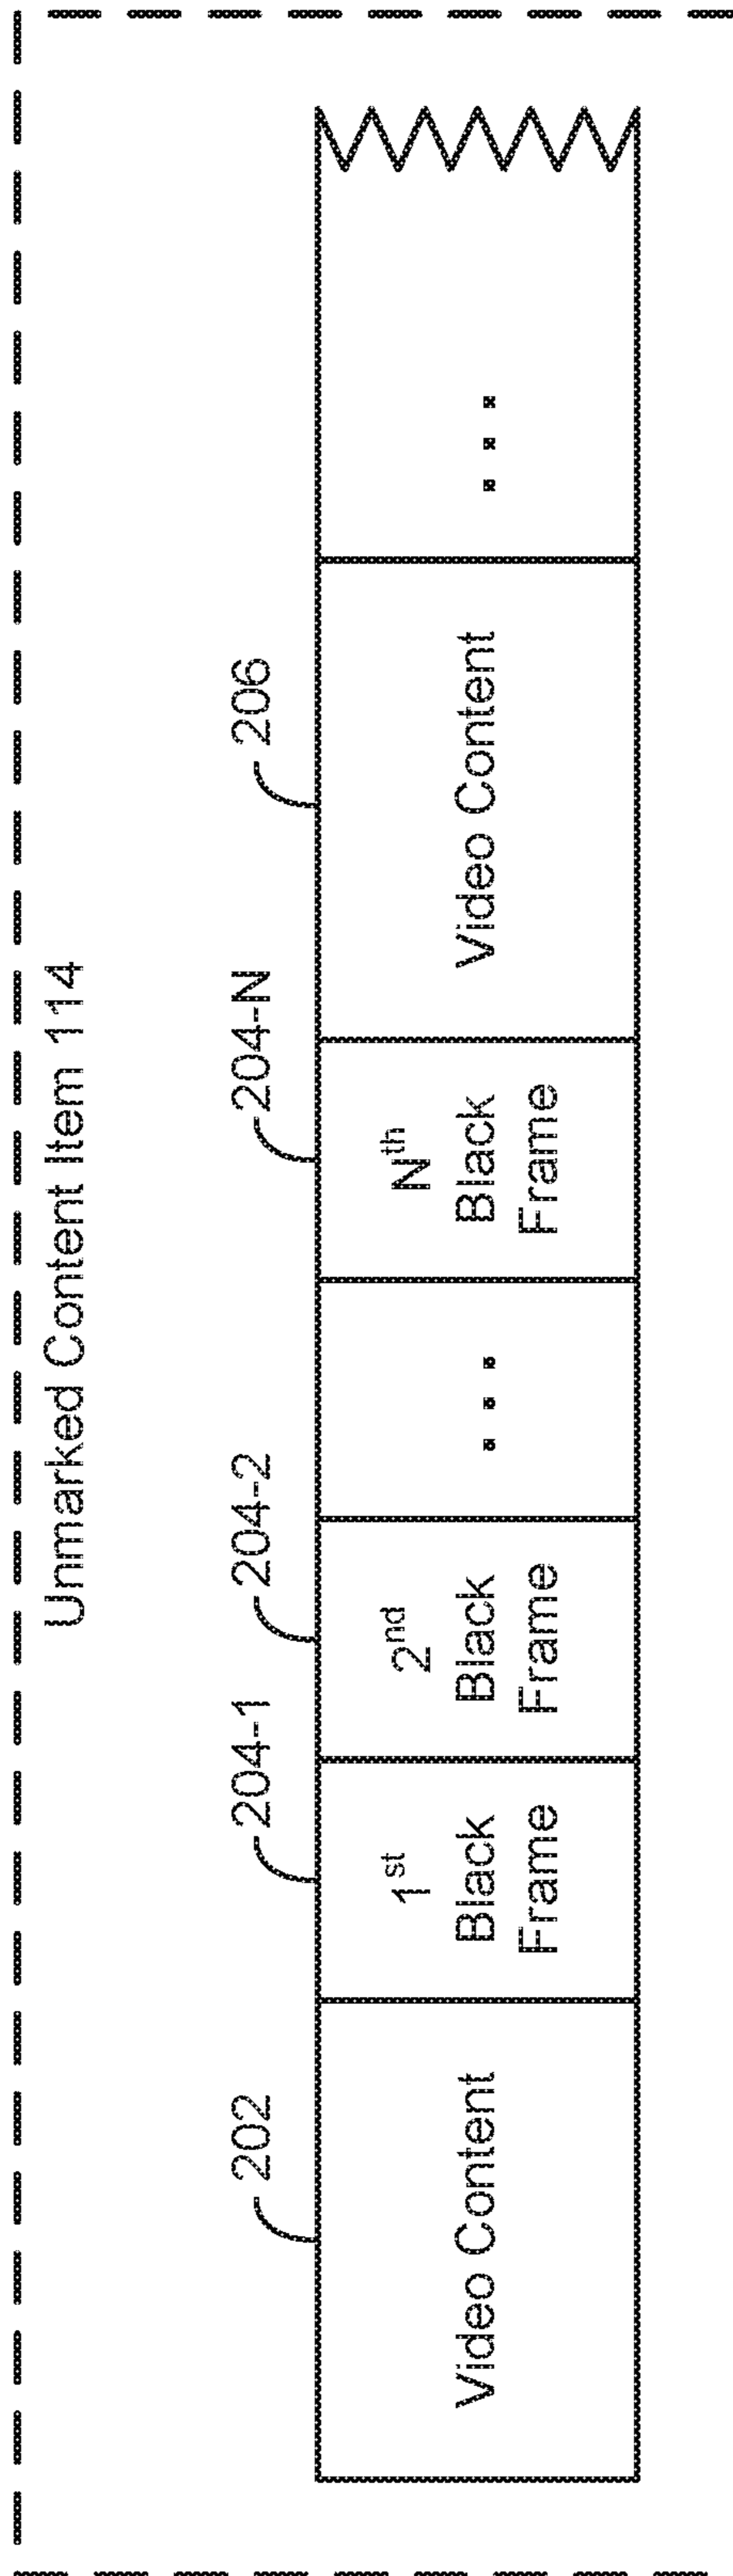 Unmarked Content Item 114
202
204-1
204-2
204-N
206
Video Content
1st
Black
Frame
2nd
Black
Frame
...
Nth
Black
Frame
Video Content
...